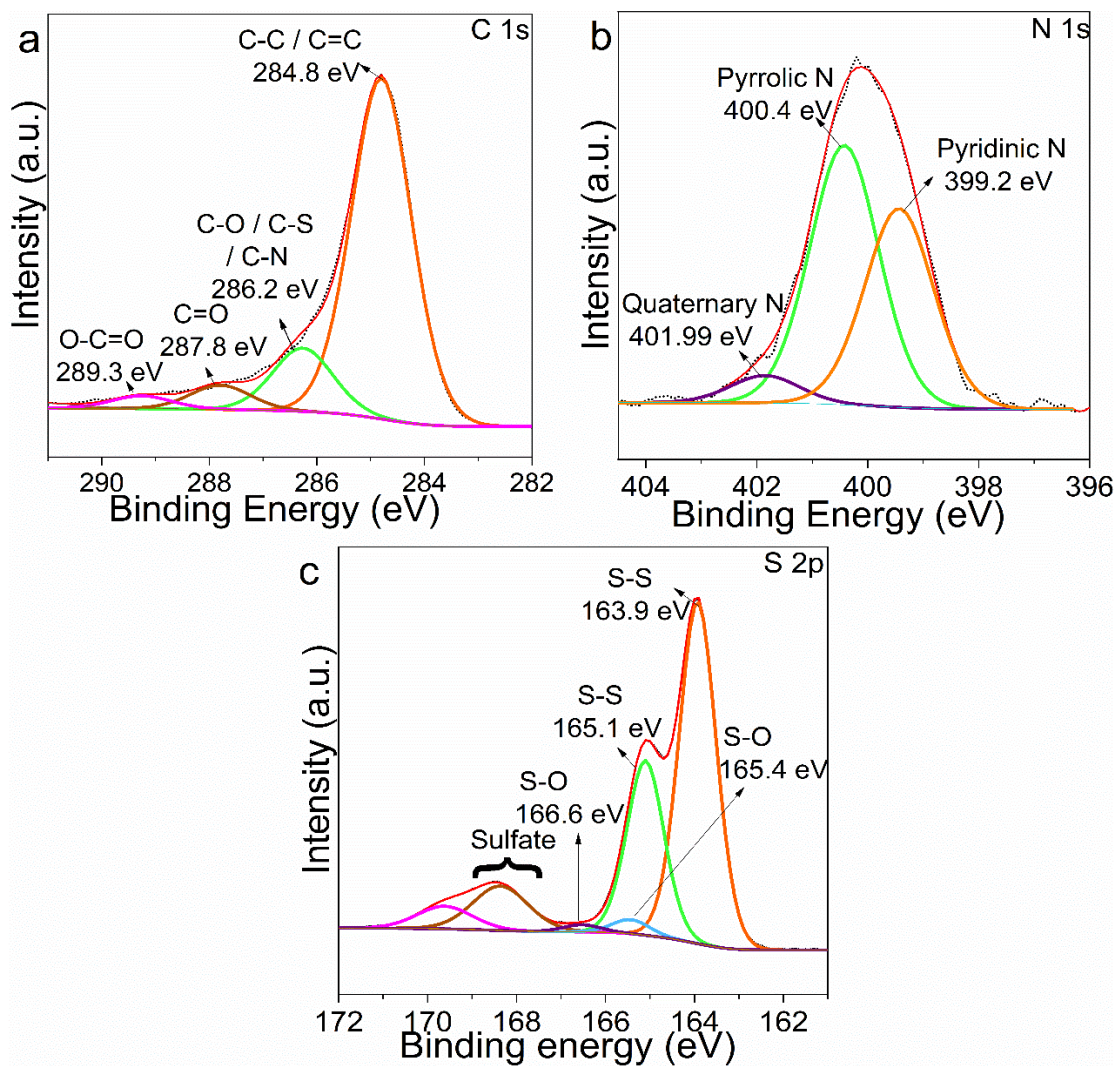 a
C 1s
C-C / C=C
284.8 eV
C-O / C-S
/ C-N
286.2 eV
C=O
287.8 eV
O-C=O
289.3 eV
Intensity (a.u.)
290 288 286 284 282
Binding Energy (eV)
b
N 1s
Pyrrolic N
400.4 eV
Pyridinic N
399.2 eV
Quaternary N
401.99 eV
Intensity (a.u.)
404 402 400 398 396
Binding Energy (eV)
c
S 2p
S-S
163.9 eV
S-S
165.1 eV
S-O
165.4 eV
S-O
166.6 eV
Sulfate
Intensity (a.u.)
172 170 168 166 164 162
Binding energy (eV)